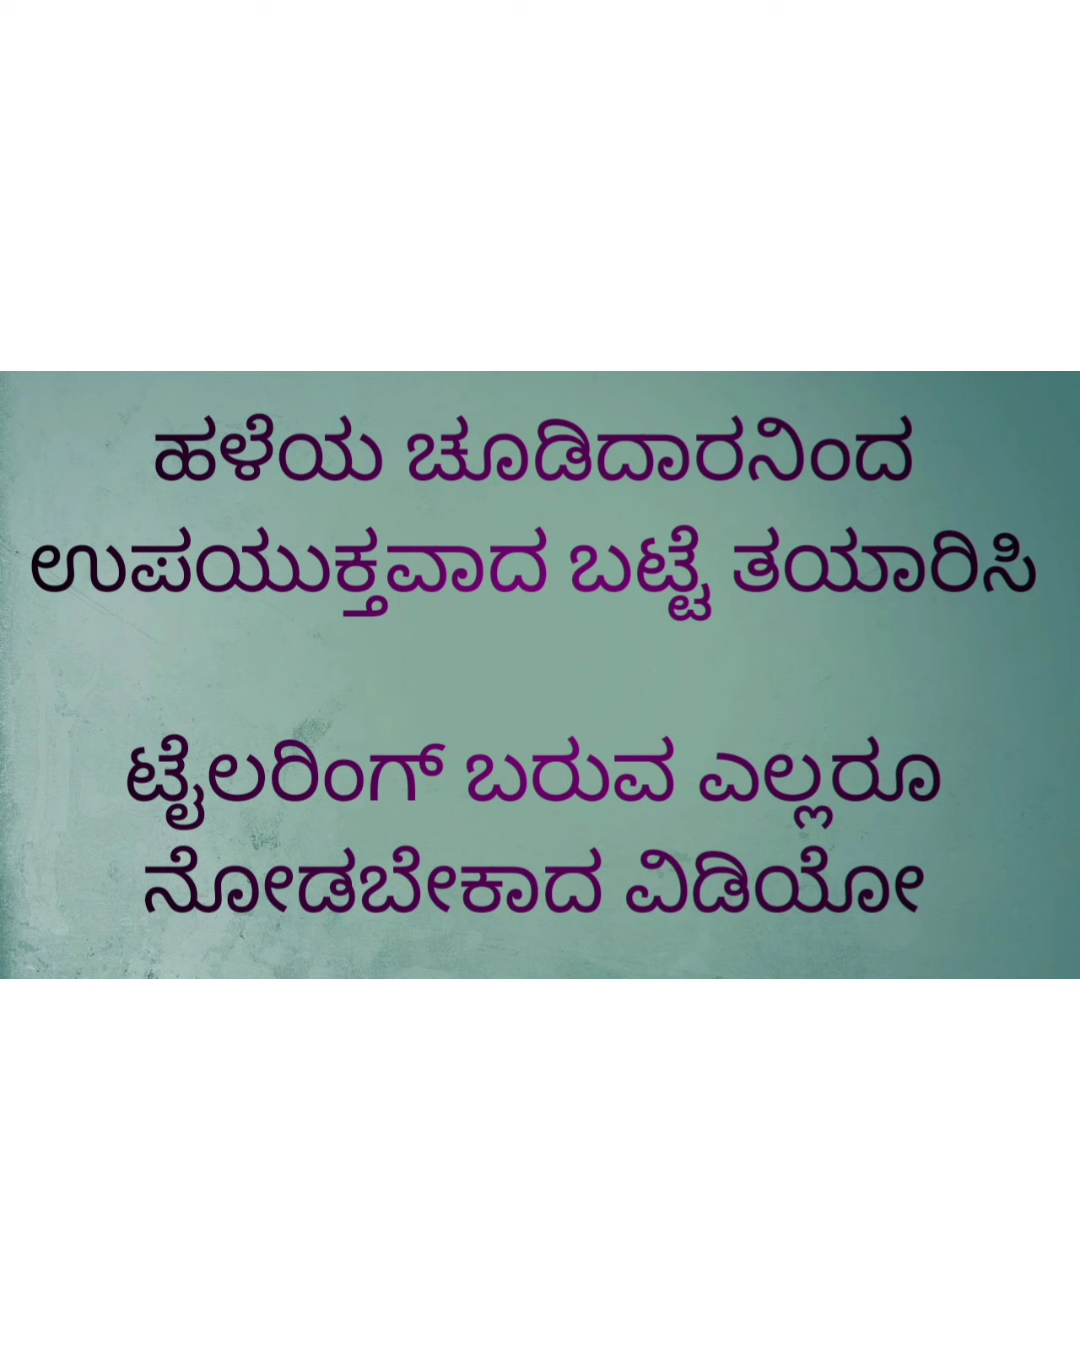 ಹಳೆಯ ಚೂಡಿದಾರನಿಂದ
ಉಪಯುಕ್ತವಾದ ಬಟ್ಟೆ ತಯಾರಿಸಿ
ಟೈಲರಿಂಗ್ ಬರುವ ಎಲ್ಲರೂ
ನೋಡಬೇಕಾದ ವಿಡಿಯೋ